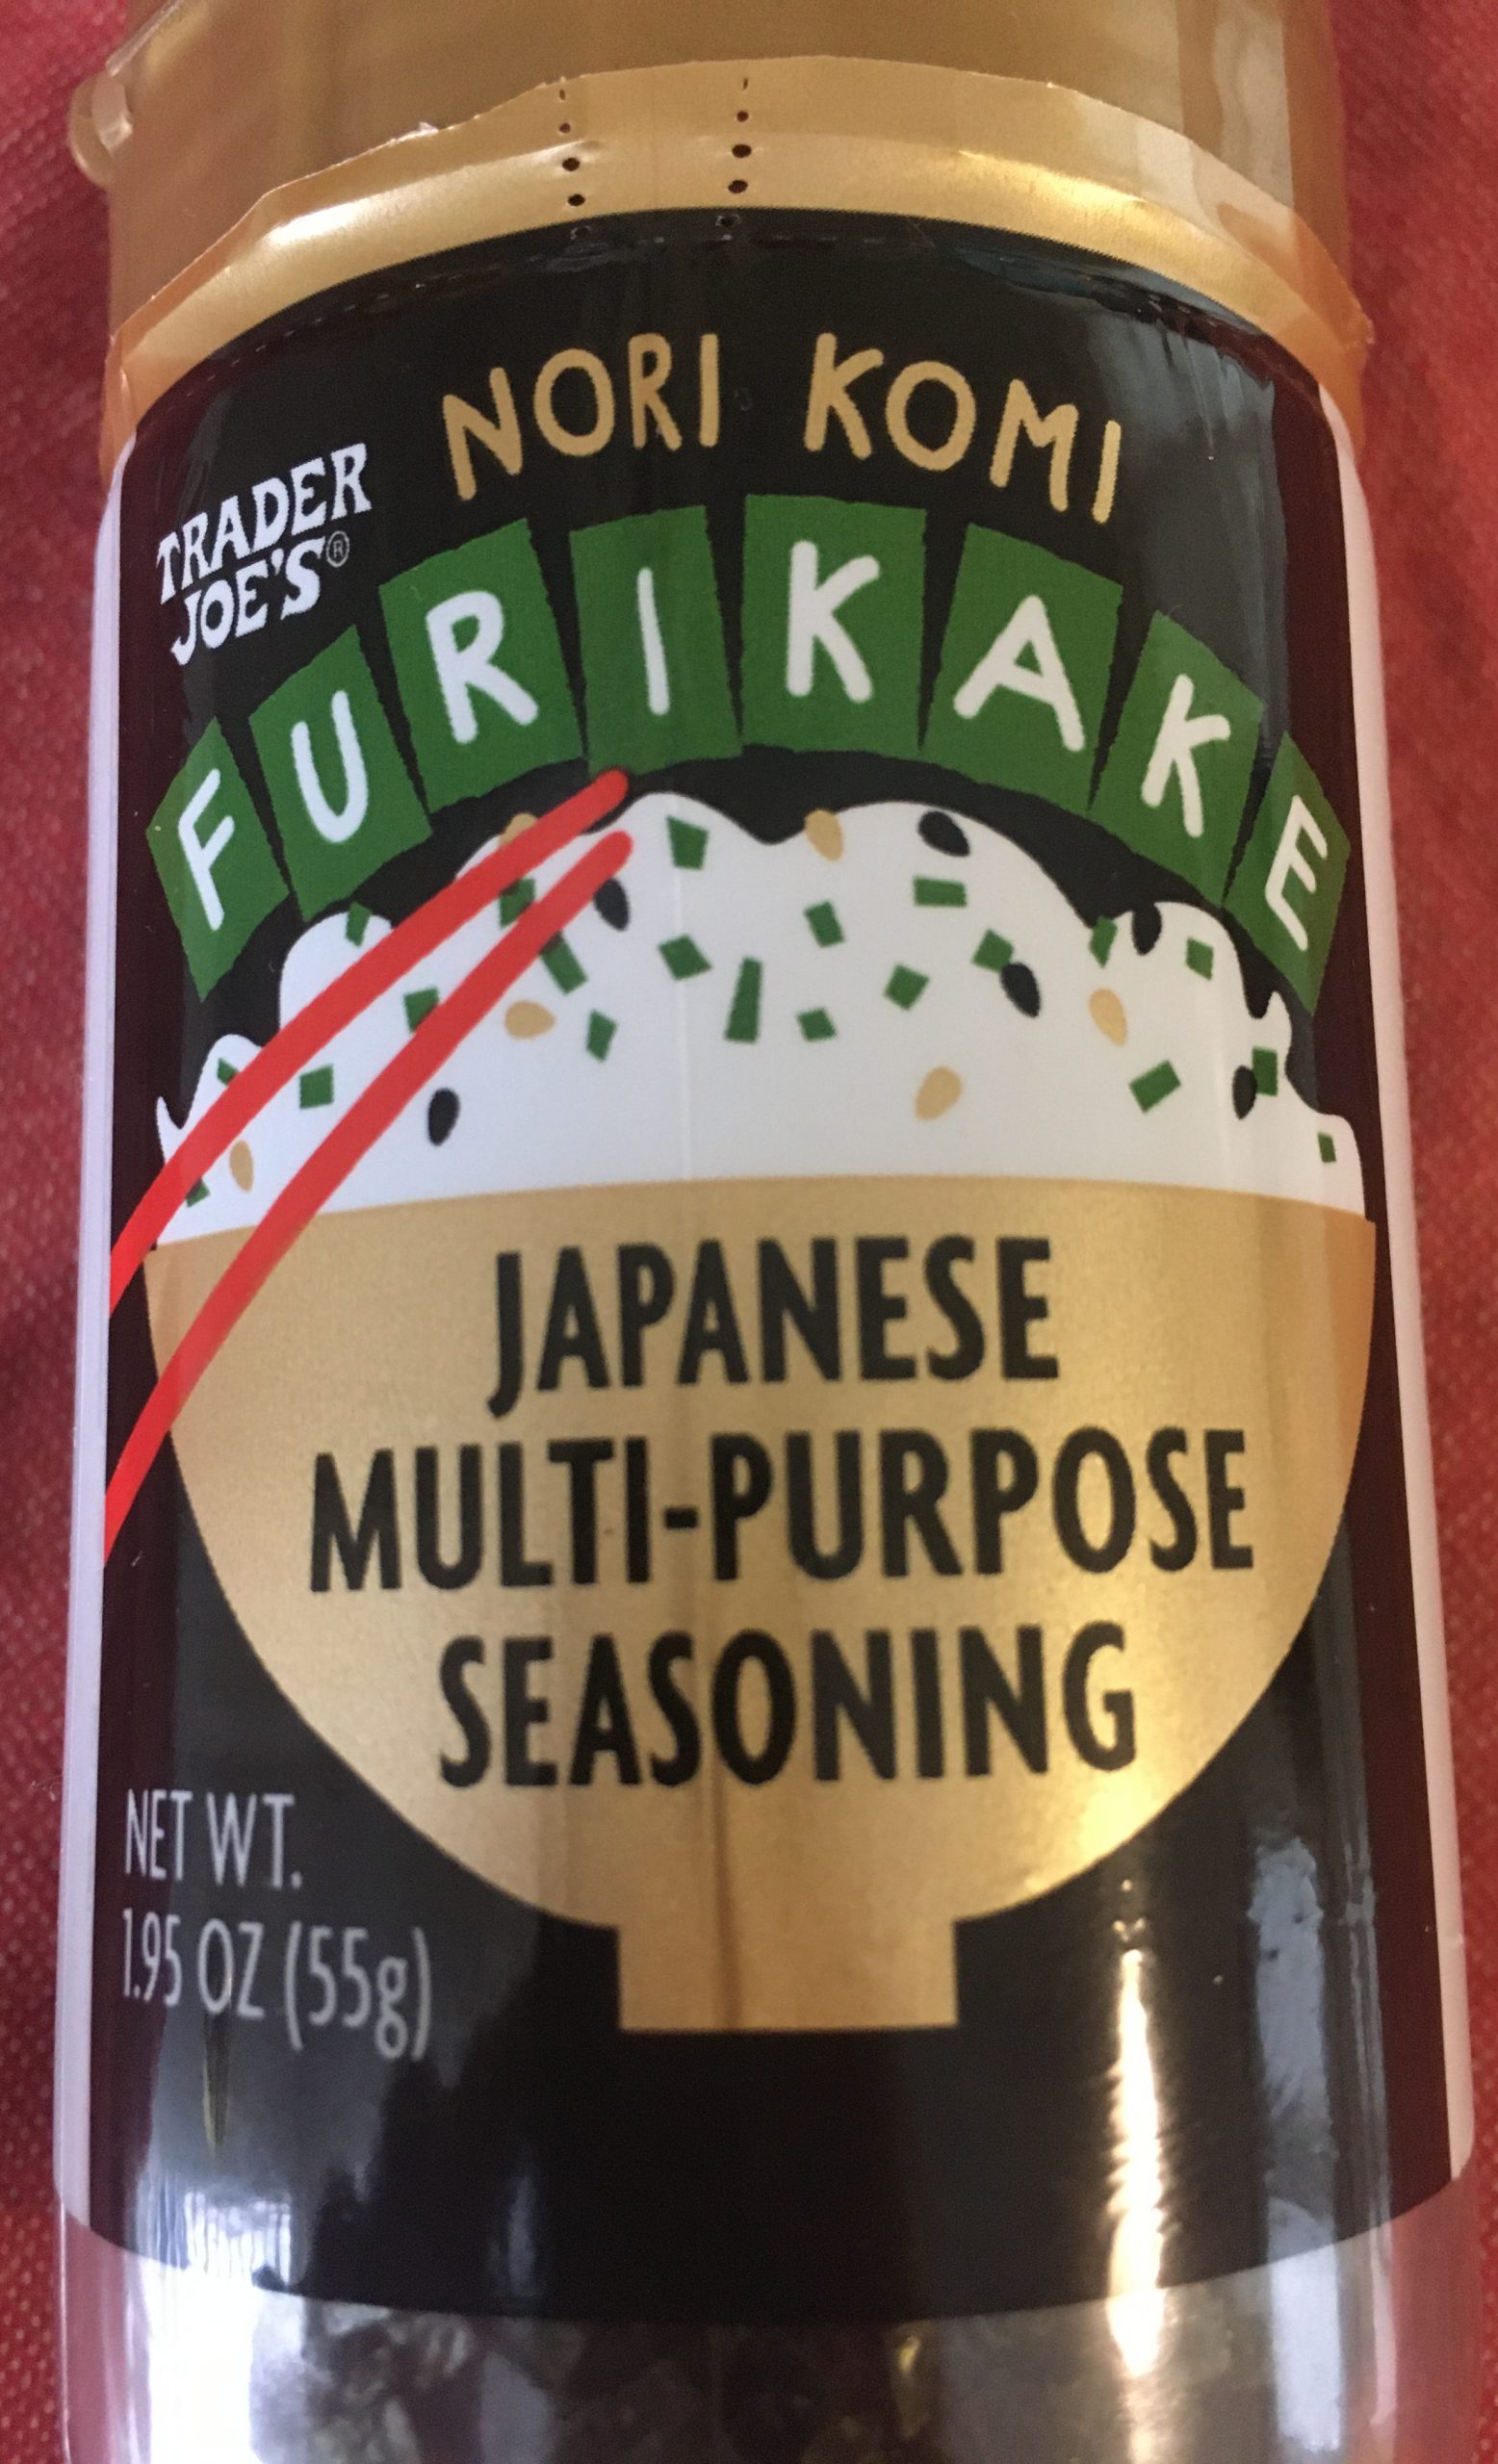 NORI KOMI
TRADER
JOE'S®
FURIKAKE
JAPANESE
MULTI-PURPOSE
SEASONING
NET WT.
1.95 OZ (55g)